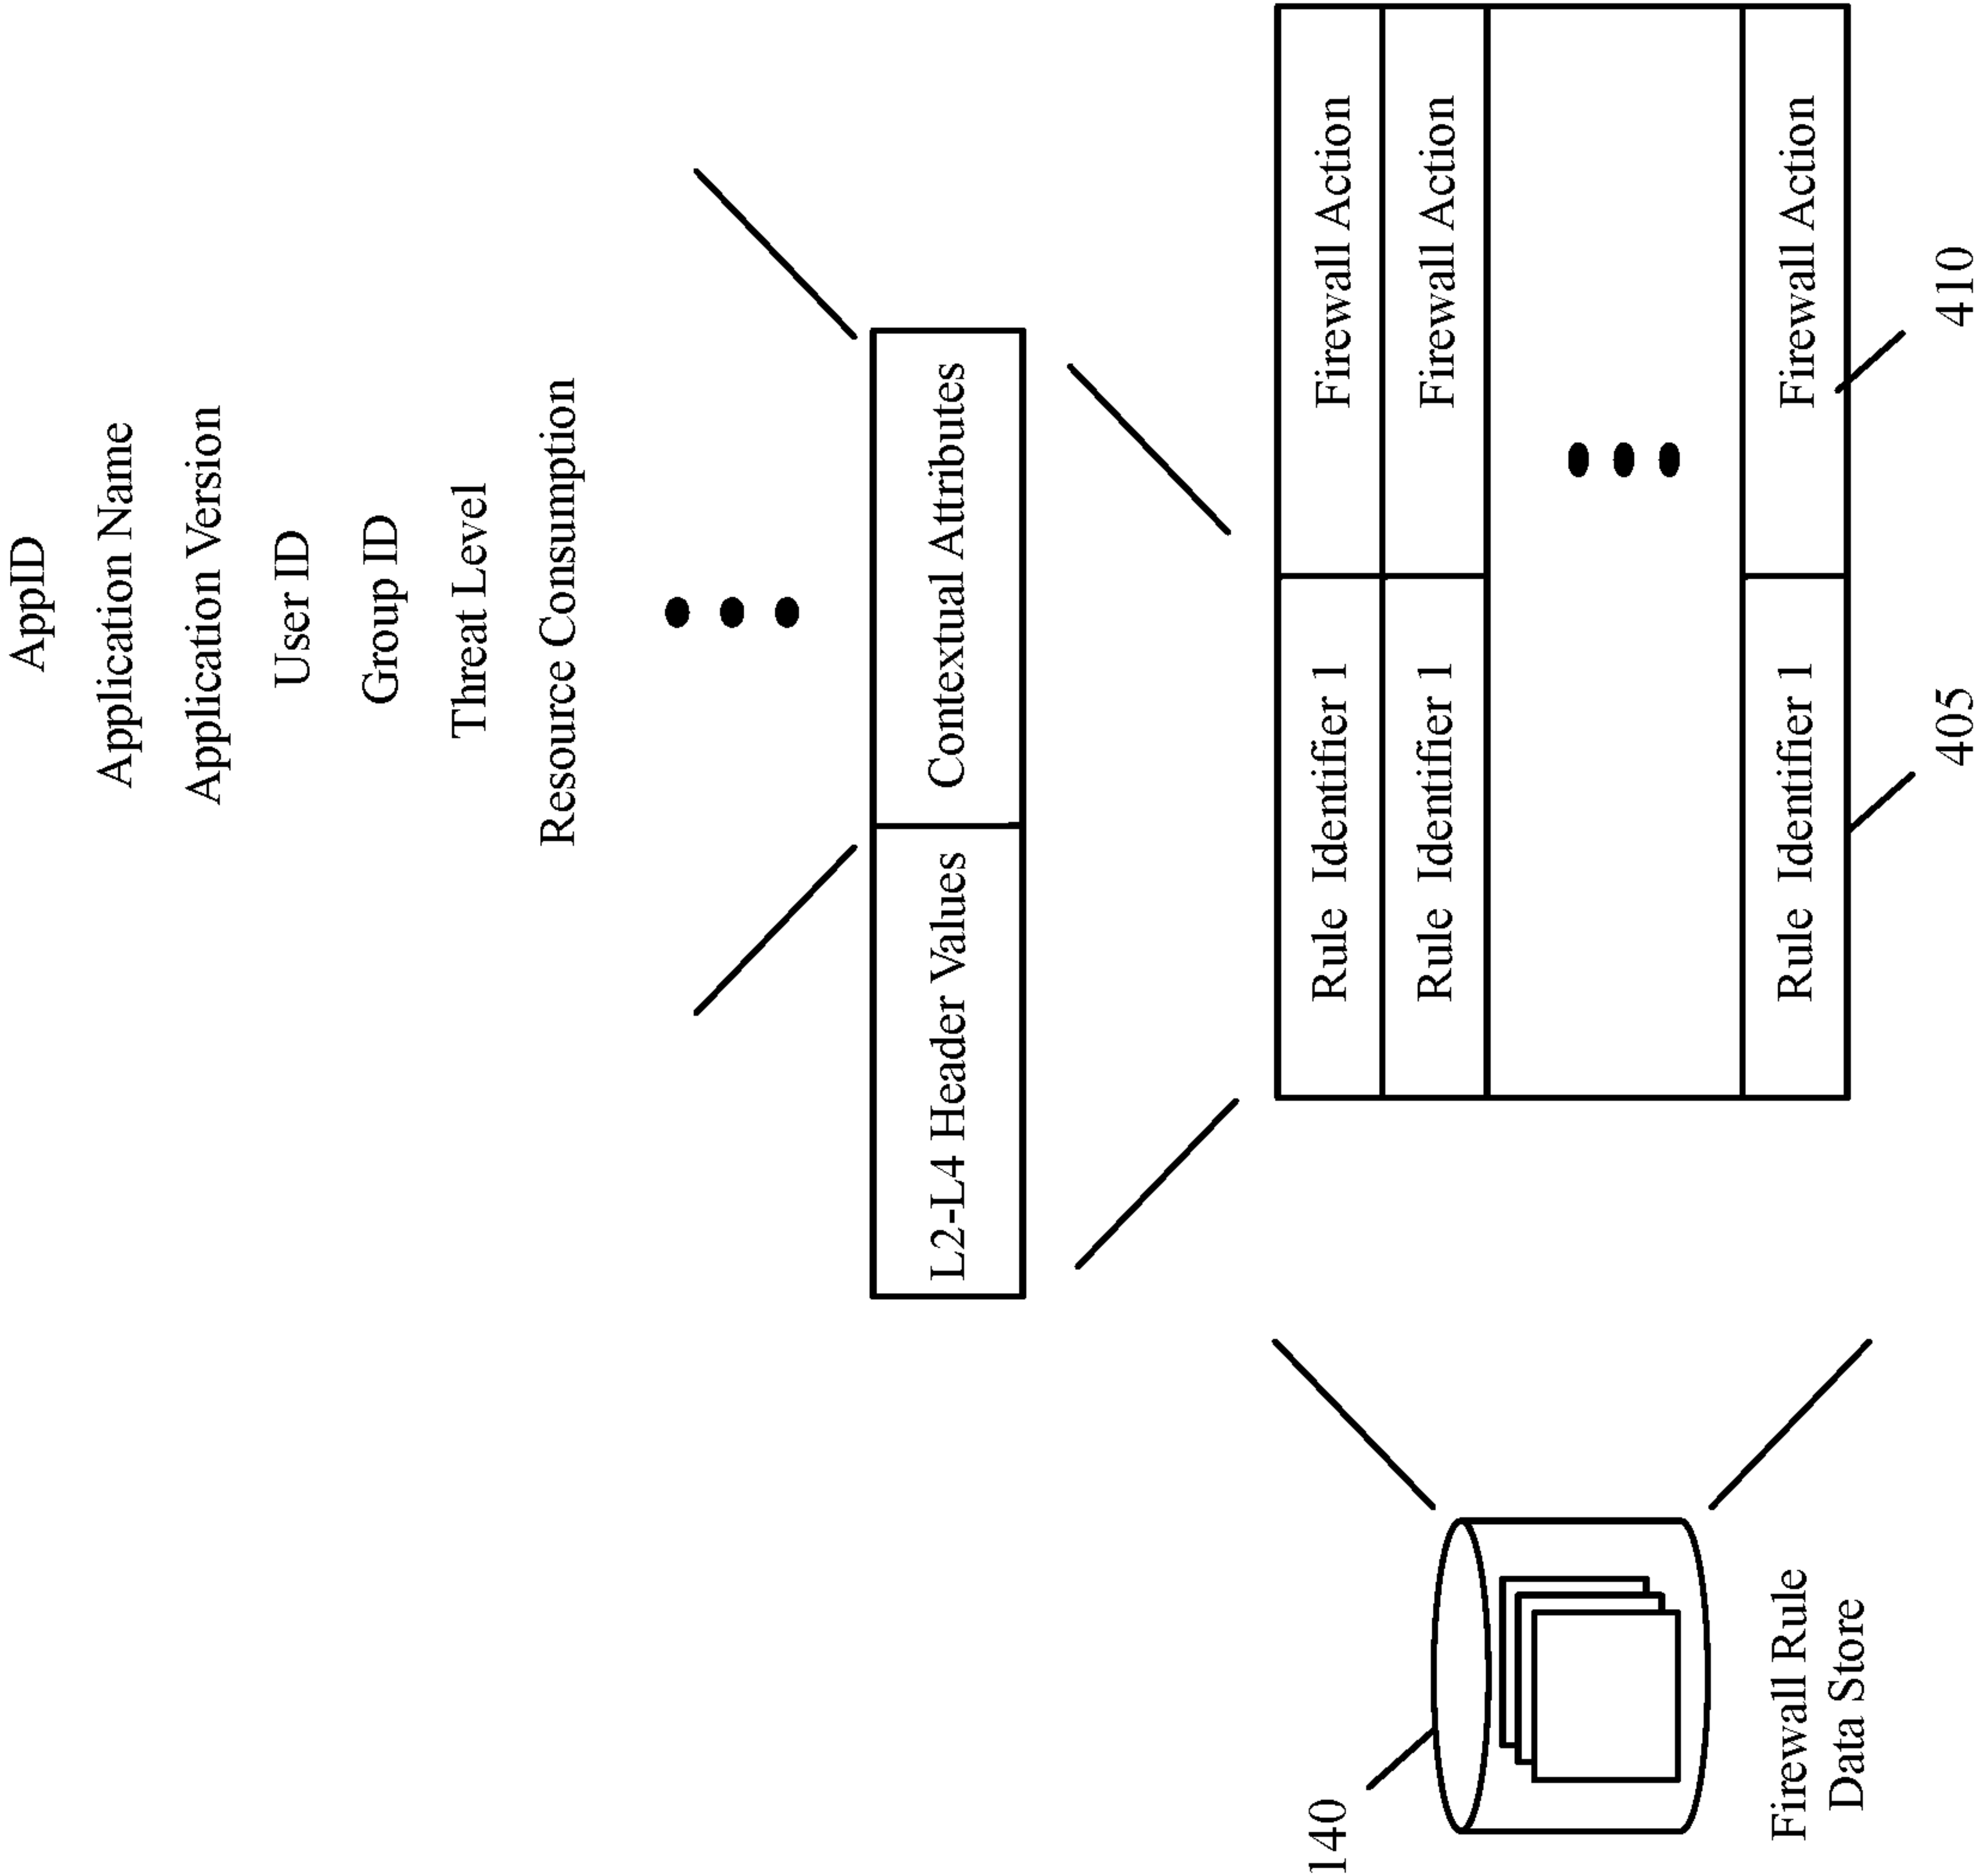 AppID
Application Name
Application Version
User ID
Group ID
Threat Level
Resource Consumption
L2-L4 Header Values
Contextual Attributes
Rule Identifier 1
Firewall Action
Rule Identifier 1
Firewall Action
Rule Identifier 1
Firewall Action
140
Firewall Rule
Data Store
405
410